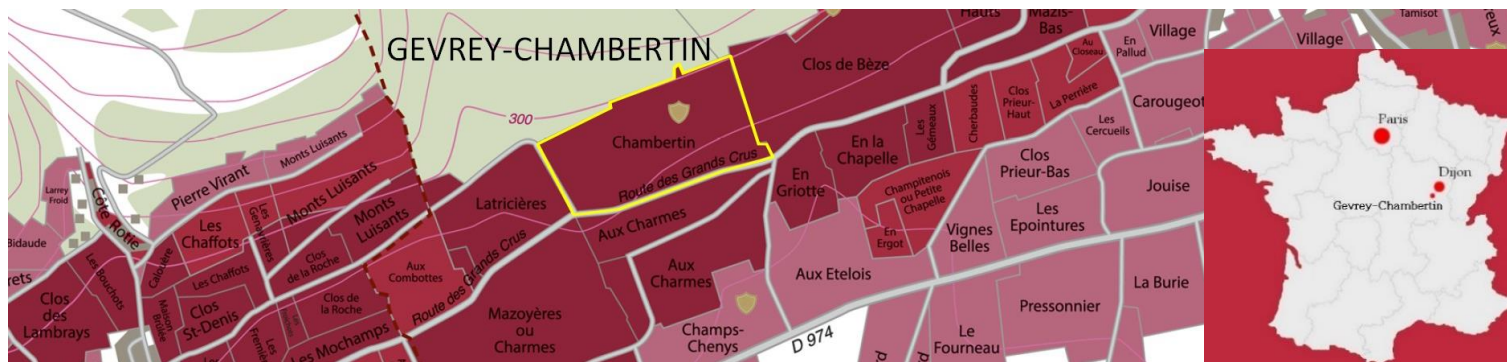 GEVREY-CHAMBERTIN
300
Chambertin
Route des Grands Crus
Clos de Bèze
Hauts
Mazis-
Bas
Au
Closeau
En
Pallud
Village
Village
Tamisot
Carougeot
La Perrière
Clos
Prieur-
Haut
Cherbaudes
Les
Gémeaux
En la
Chapelle
En
Griotte
Champitenois
ou Petite
Chapelle
En
Ergot
Les
Cercueils
Clos
Prieur-Bas
Jouise
Les
Epointures
Vignes
Belles
Aux Etelois
La Burie
Pressonnier
Le
Fourneau
D 974
Champs-
Chenys
Aux
Charmes
Aux Charmes
Mazoyères
ou
Charmes
Latricières
Route des Grands Crus
Aux
Combottes
Monts Luisants
Pierre Virant
Monts Luisants
Monts
Luisants
Les
Genavrières
Les
Chaffots
Les Chaffots
Clos
de la Roche
Clos de
la Roche
Les Mochamps
Clos
St-Denis
Maison
Brûlée
Calouère
Les Bouchots
Côte Rotie
Larrey
Froid
Bidaude
Clos
des
Lambrays
Paris
Dijon
Gevrey-Chambertin